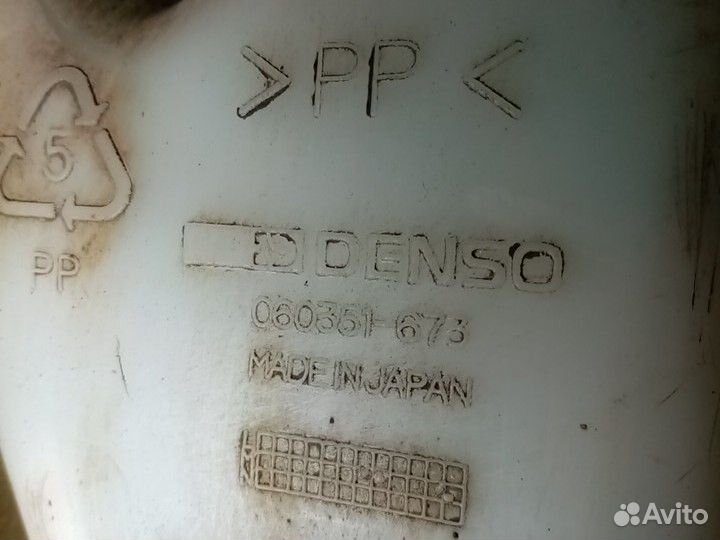 >PP<
5
PP
DENSO
060351-673
MADE IN JAPAN
Avito